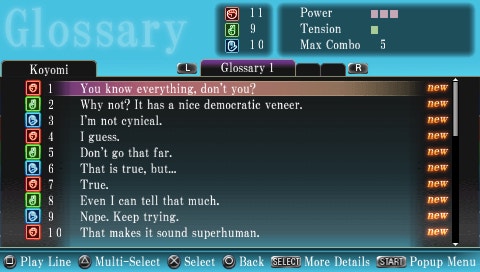 Glossary
11
9
10
Power
Tension
Max Combo 5
Koyomi
L
Glossary 1
R
1 You know everything, don't you? new
2 Why not? It has a nice democratic veneer. new
3 I'm not cynical. new
4 I guess. new
5 Don't go that far. new
6 That is true, but... new
7 True. new
8 Even I can tell that much. new
9 Nope. Keep trying. new
10 That makes it sound superhuman. new
Play Line Multi-Select Select Back SELECT More Details START Popup Menu